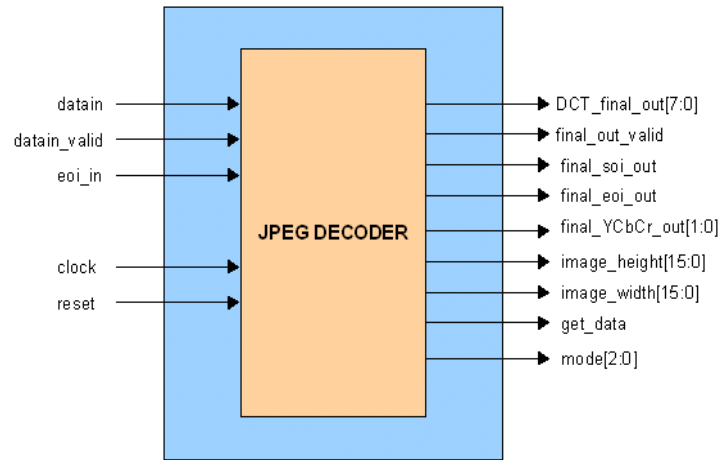 datain
datain_valid
eoi_in
clock
reset
JPEG DECODER
DCT_final_out[7:0]
final_out_valid
final_soi_out
final_eoi_out
final_YCbCr_out[1:0]
image_height[15:0]
image_width[15:0]
get_data
mode[2:0]